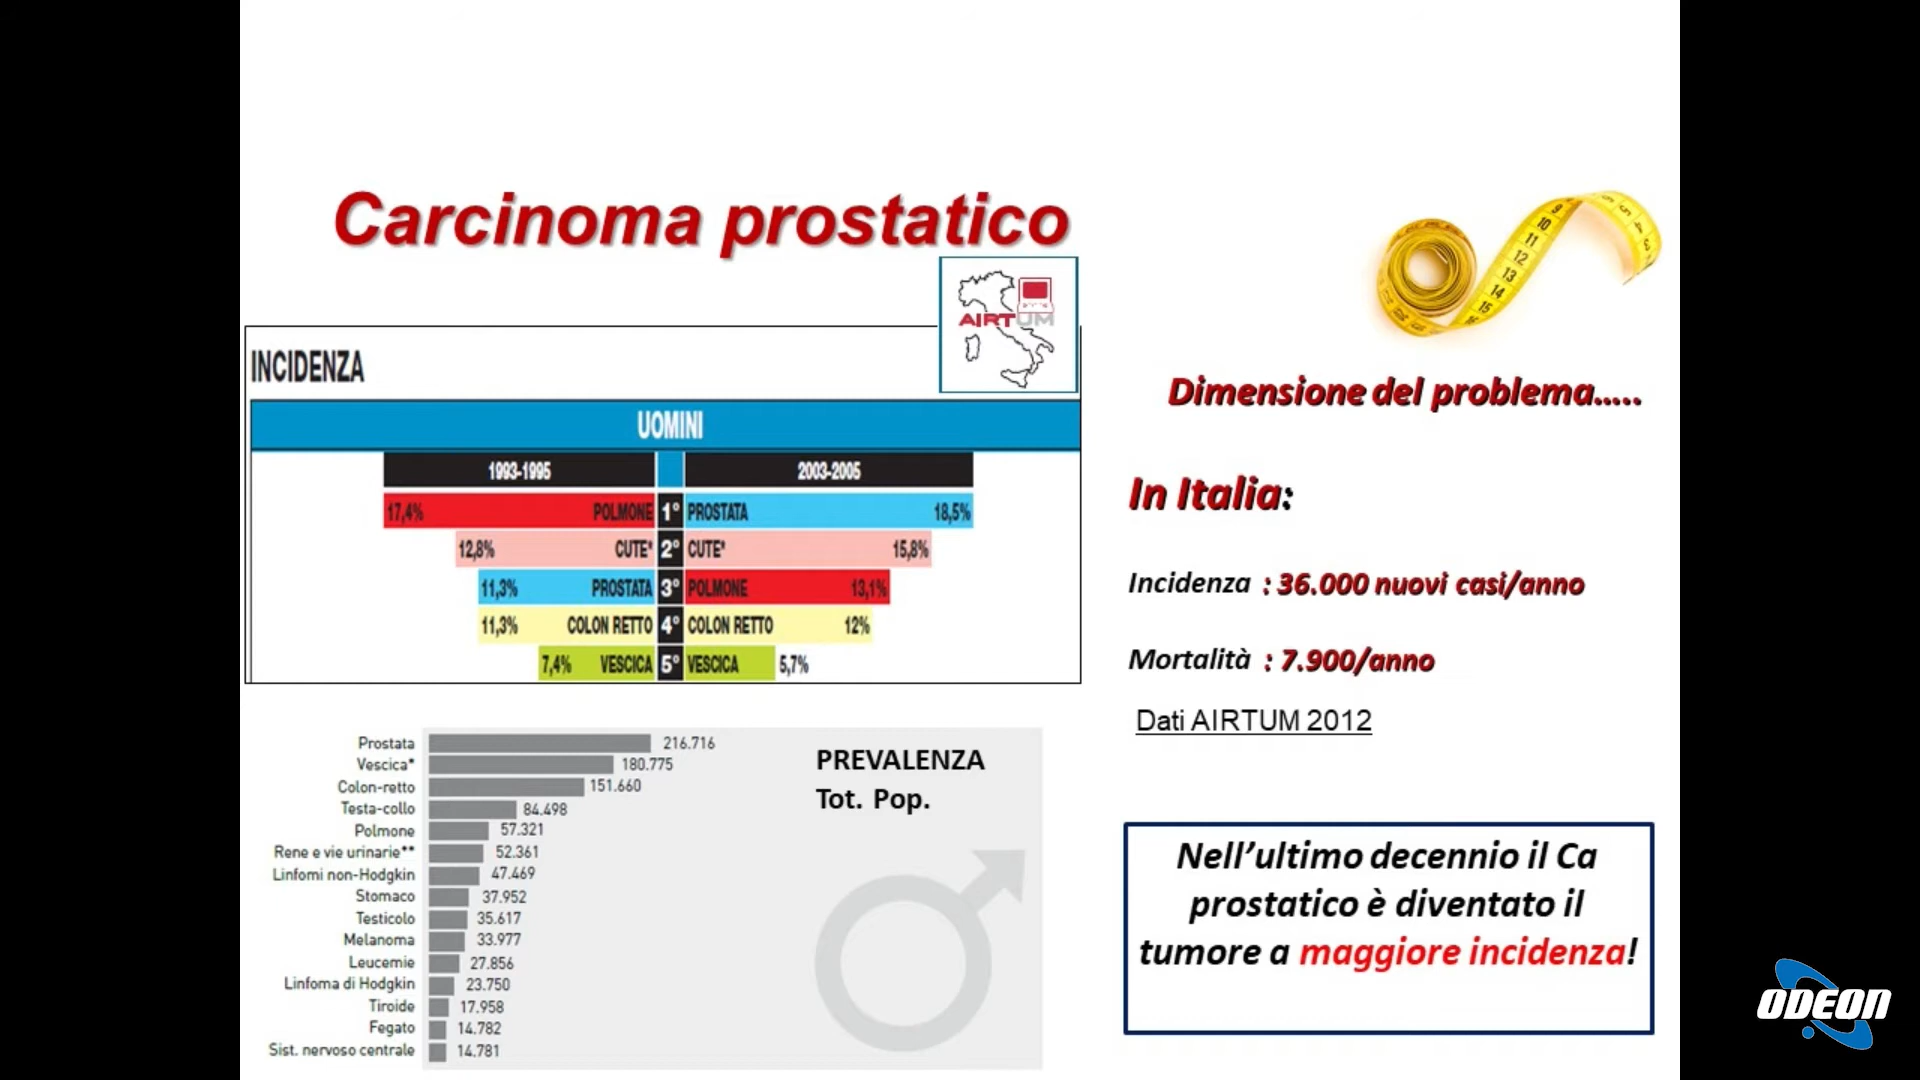 Carcinoma prostatico
AIRTUM
INCIDENZA
UOMINI
1993-1995 2003-2005
17,4% POLMONE 1° PROSTATA 18,5%
12,8% CUTE* 2° CUTE* 15,8%
11,3% PROSTATA 3° POLMONE 13,1%
11,3% COLON RETTO 4° COLON RETTO 12%
7,4% VESCICA 5° VESCICA 5,7%
Prostata 216.716
Vescica* 180.775
Colon-retto 151.660
Testa-collo 84.498
Polmone 57.321
Rene e vie urinarie** 52.361
Linfomi non-Hodgkin 47.469
Stomaco 37.952
Testicolo 35.617
Melanoma 33.977
Leucemie 27.856
Linfoma di Hodgkin 23.750
Tiroide 17.958
Fegato 14.782
Sist. nervoso centrale 14.781
PREVALENZA
Tot. Pop.
9 10 11 12 13 14 15
Dimensione del problema.....
In Italia:
Incidenza : 36.000 nuovi casi/anno
Mortalità : 7.900/anno
Dati AIRTUM 2012
Nell'ultimo decennio il Ca
prostatico è diventato il
tumore a maggiore incidenza!
ODEON